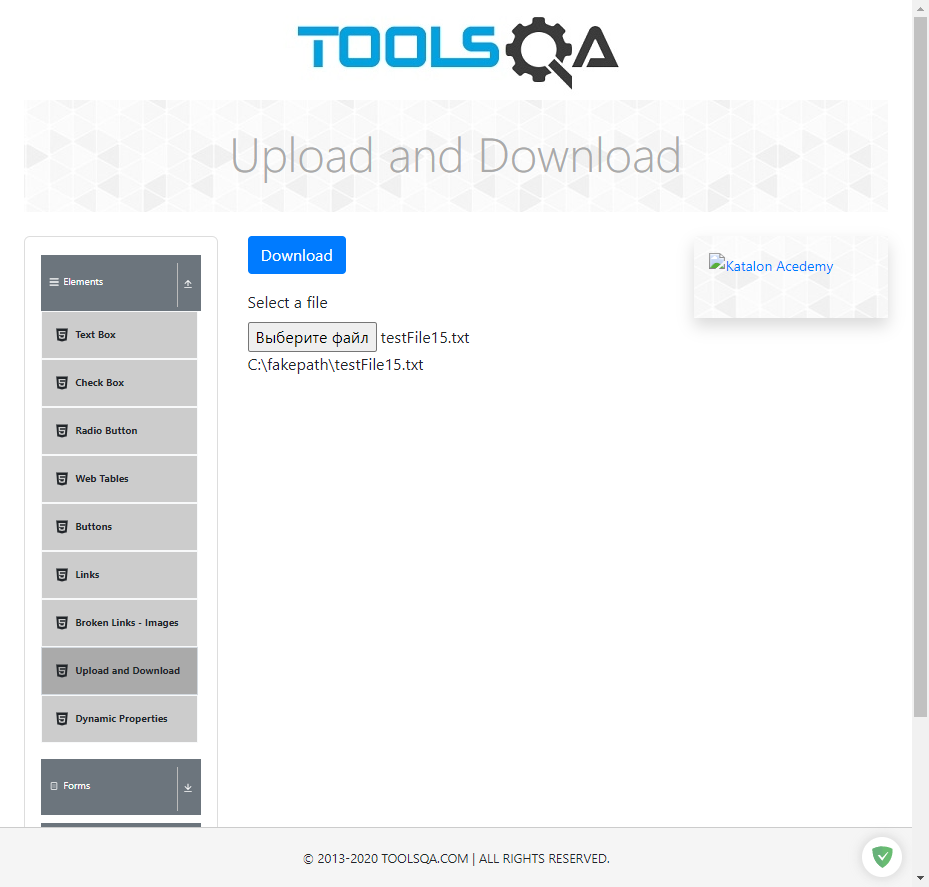 TOOLSQA
Upload and Download
Elements
Text Box
Check Box
Radio Button
Web Tables
Buttons
Links
Broken Links - Images
Upload and Download
Dynamic Properties
Forms
Download
Select a file
Выберите файл testFile15.txt
C:\fakepath\testFile15.txt
Katalon Acedemy
© 2013-2020 TOOLSQA.COM | ALL RIGHTS RESERVED.